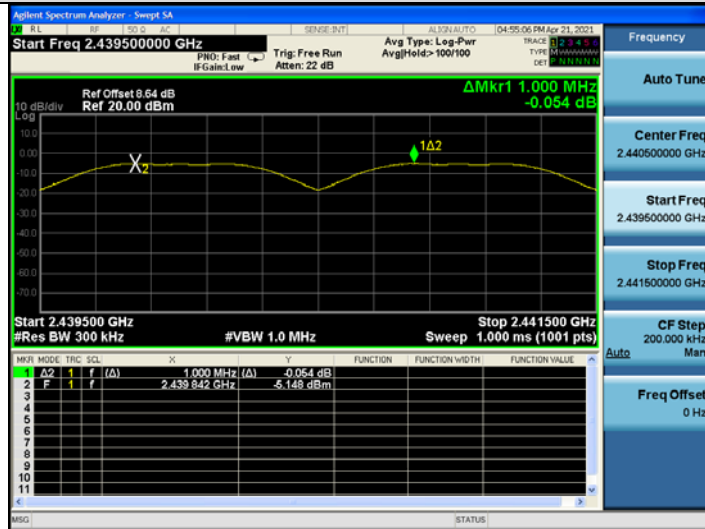 Agilent Spectrum Analyzer - Swept SA
RL RF 50 Ω AC SENSE:INT ALIGN AUTO 04:55:06 PM Apr 21, 2021
Start Freq 2.439500000 GHz
PNO: Fast
IFGain:Low
Trig: Free Run
Atten: 22 dB
Avg Type: Log-Pwr
Avg|Hold:> 100/100
TRACE 1 2 3 4 5 6
TYPE M
DET P N N N N N
ΔMkr1 1.000 MHz
-0.054 dB
Ref Offset 8.64 dB
10 dB/div Ref 20.00 dBm
Log
10.0
0.00
-10.0
-20.0
-30.0
-40.0
-50.0
-60.0
-70.0
1Δ2
X2
Start 2.439500 GHz Stop 2.441500 GHz
#Res BW 300 kHz #VBW 1.0 MHz Sweep 1.000 ms (1001 pts)
MKR MODE TRC SCL X Y FUNCTION FUNCTION WIDTH FUNCTION VALUE
1 Δ2 1 f (Δ) 1.000 MHz (Δ) -0.054 dB
2 F 1 f 2.439 842 GHz -5.148 dBm
3
4
5
6
7
8
9
10
11
MSG STATUS
Frequency
Auto Tune
Center Freq
2.440500000 GHz
Start Freq
2.439500000 GHz
Stop Freq
2.441500000 GHz
CF Step
200.000 kHz
Auto Man
Freq Offset
0 Hz